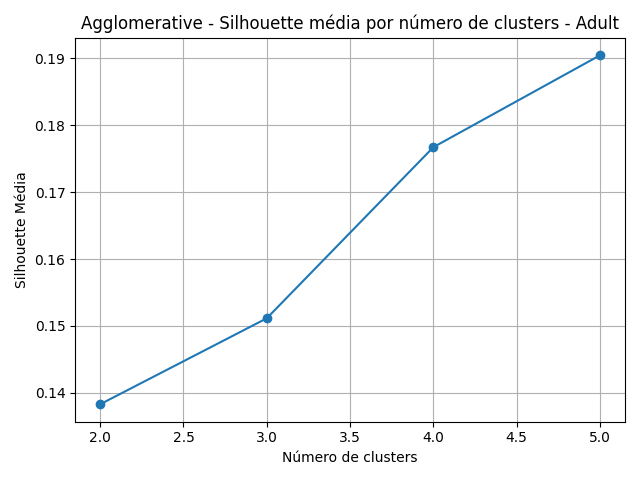 Agglomerative - Silhouette média por número de clusters - Adult
0.19
0.18
0.17
0.16
0.15
0.14
Silhouette Média
2.0 2.5 3.0 3.5 4.0 4.5 5.0
Número de clusters